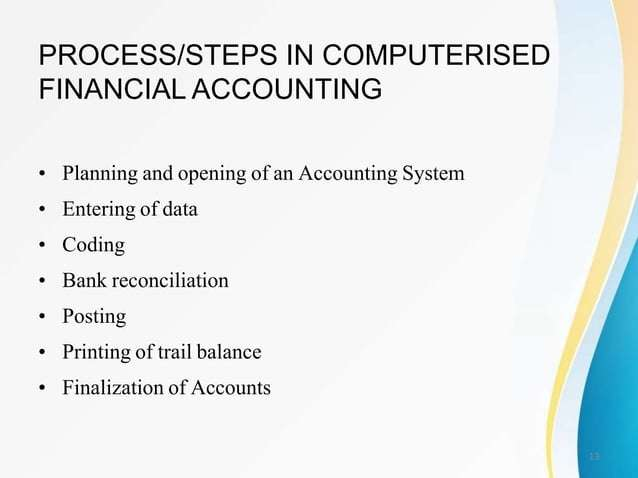 PROCESS/STEPS IN COMPUTERISED
FINANCIAL ACCOUNTING
• Planning and opening of an Accounting System
• Entering of data
• Coding
• Bank reconciliation
• Posting
• Printing of trail balance
• Finalization of Accounts
13